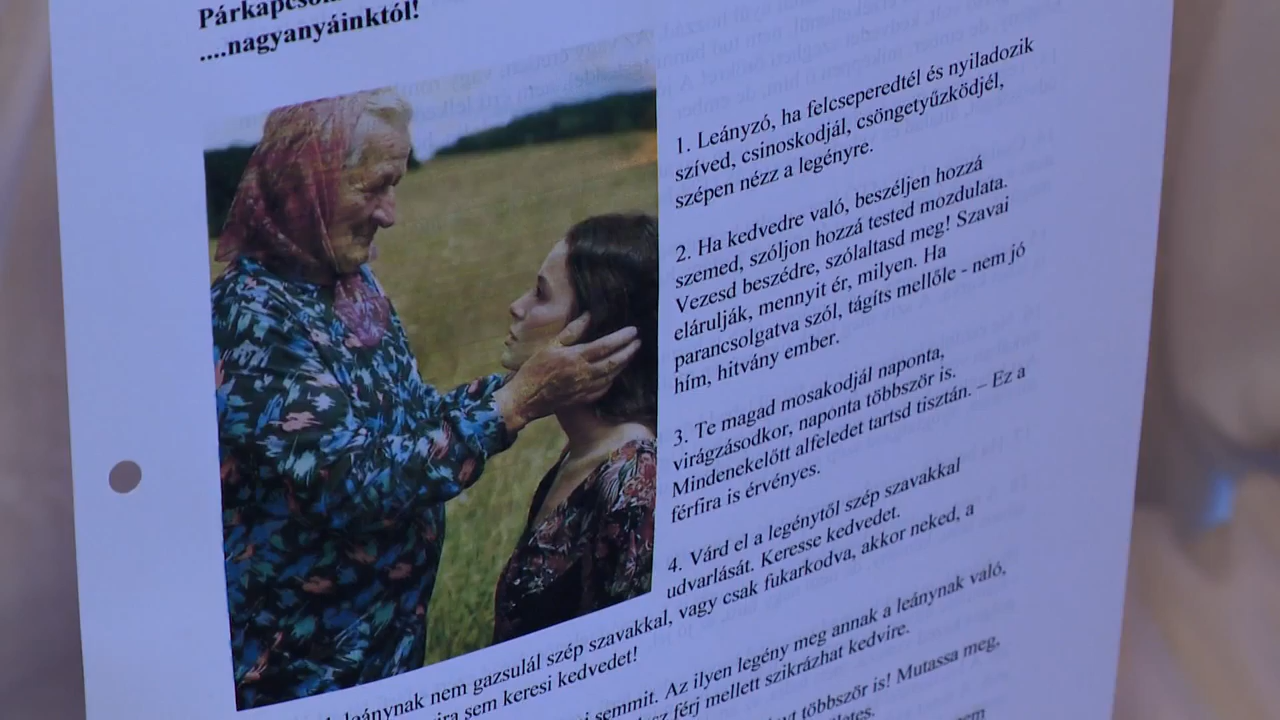 ....nagyanyáinktól!
1. Leányzó, ha felcseperedtél és nyiladozik
szíved, csinoskodjál, csöngetyűzködjél,
szépen nézz a legényre.
2. Ha kedvedre való, beszéljen hozzá
szemed, szóljon hozzá tested mozdulata.
Vezesd beszédre, szólaltasd meg! Szavai
elárulják, mennyit ér, milyen. Ha
parancsolgatva szól, tágíts mellőle - nem jó
hím, hitvány ember.
3. Te magad mosakodjál naponta,
virágzásodkor, naponta többször is.
Mindenekelőtt alfeledet tartsd tisztán. – Ez a
férfira is érvényes.
4. Várd el a legénytől szép szavakkal
udvarlását. Keresse kedvedet.
leánynak nem gazsulál szép szavakkal, vagy csak fukarkodva, akkor neked, a
sem keresi kedvedet!
semmit. Az ilyen legény meg annak a leánynak való,
férj mellett szikrázhat kedvire.
többször is! Mutassa meg,